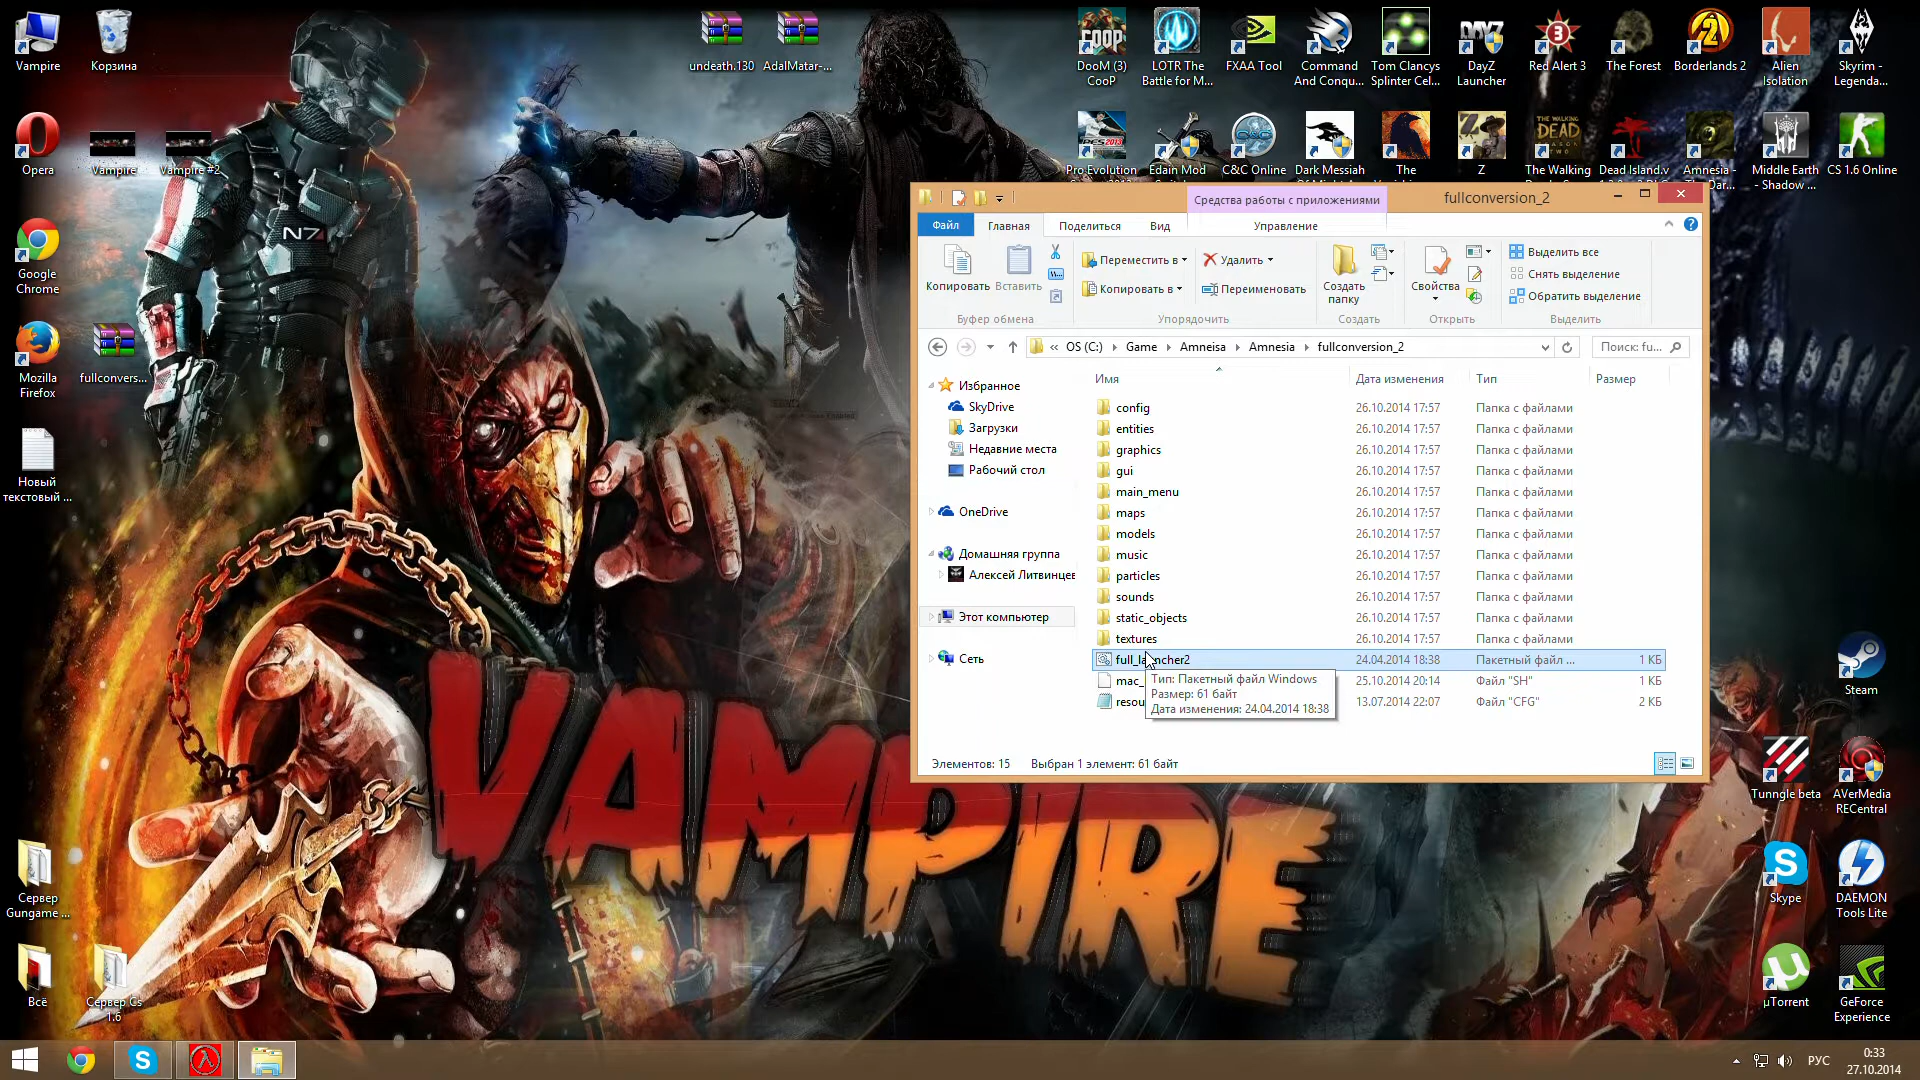 Vampire
Корзина
undeath.130
AdalMatar-...
DooM (3)
CooP
LOTR The
Battle for M...
FXAA Tool
Command
And Conqu...
Tom Clancys
Splinter Cel...
DayZ
Launcher
Red Alert 3
The Forest
Borderlands 2
Alien
Isolation
Skyrim -
Legenda...
Opera
Vampire
Vampire #2
Pro Evolution
Edain Mod
C&C Online
Dark Messiah
The
Z
The Walking
Dead Island.v
Amnesia -
The Dar...
Middle Earth
- Shadow ...
CS 1.6 Online
Google
Chrome
Mozilla
Firefox
fullconvers...
Новый
текстовый ...
Сервер
Gungame ...
Всё
Сервер Cs
1.6
N7
VAMPIRE
Средства работы с приложениями
fullconversion_2
Файл
Главная
Поделиться
Вид
Управление
Копировать
Вставить
Переместить в
Копировать в
Удалить
Переименовать
Создать
папку
Свойства
Выделить все
Снять выделение
Обратить выделение
Буфер обмена
Упорядочить
Создать
Открыть
Выделить
« OS (C:) Game Amneisa Amnesia fullconversion_2
Поиск: fu...
Имя Дата изменения Тип Размер
Избранное
SkyDrive
Загрузки
Недавние места
Рабочий стол
OneDrive
Домашняя группа
Алексей Литвинцев
Этот компьютер
Сеть
config 26.10.2014 17:57 Папка с файлами
entities 26.10.2014 17:57 Папка с файлами
graphics 26.10.2014 17:57 Папка с файлами
gui 26.10.2014 17:57 Папка с файлами
main_menu 26.10.2014 17:57 Папка с файлами
maps 26.10.2014 17:57 Папка с файлами
models 26.10.2014 17:57 Папка с файлами
music 26.10.2014 17:57 Папка с файлами
particles 26.10.2014 17:57 Папка с файлами
sounds 26.10.2014 17:57 Папка с файлами
static_objects 26.10.2014 17:57 Папка с файлами
textures 26.10.2014 17:57 Папка с файлами
full_launcher2 24.04.2014 18:38 Пакетный файл ... 1 КБ
mac_ 25.10.2014 20:14 Файл "SH" 1 КБ
resou 13.07.2014 22:07 Файл "CFG" 2 КБ
Тип: Пакетный файл Windows
Размер: 61 байт
Дата изменения: 24.04.2014 18:38
Элементов: 15 Выбран 1 элемент: 61 байт
Steam
Tunngle beta
AVerMedia
RECentral
Skype
DAEMON
Tools Lite
µTorrent
GeForce
Experience
РУС
0:33
27.10.2014